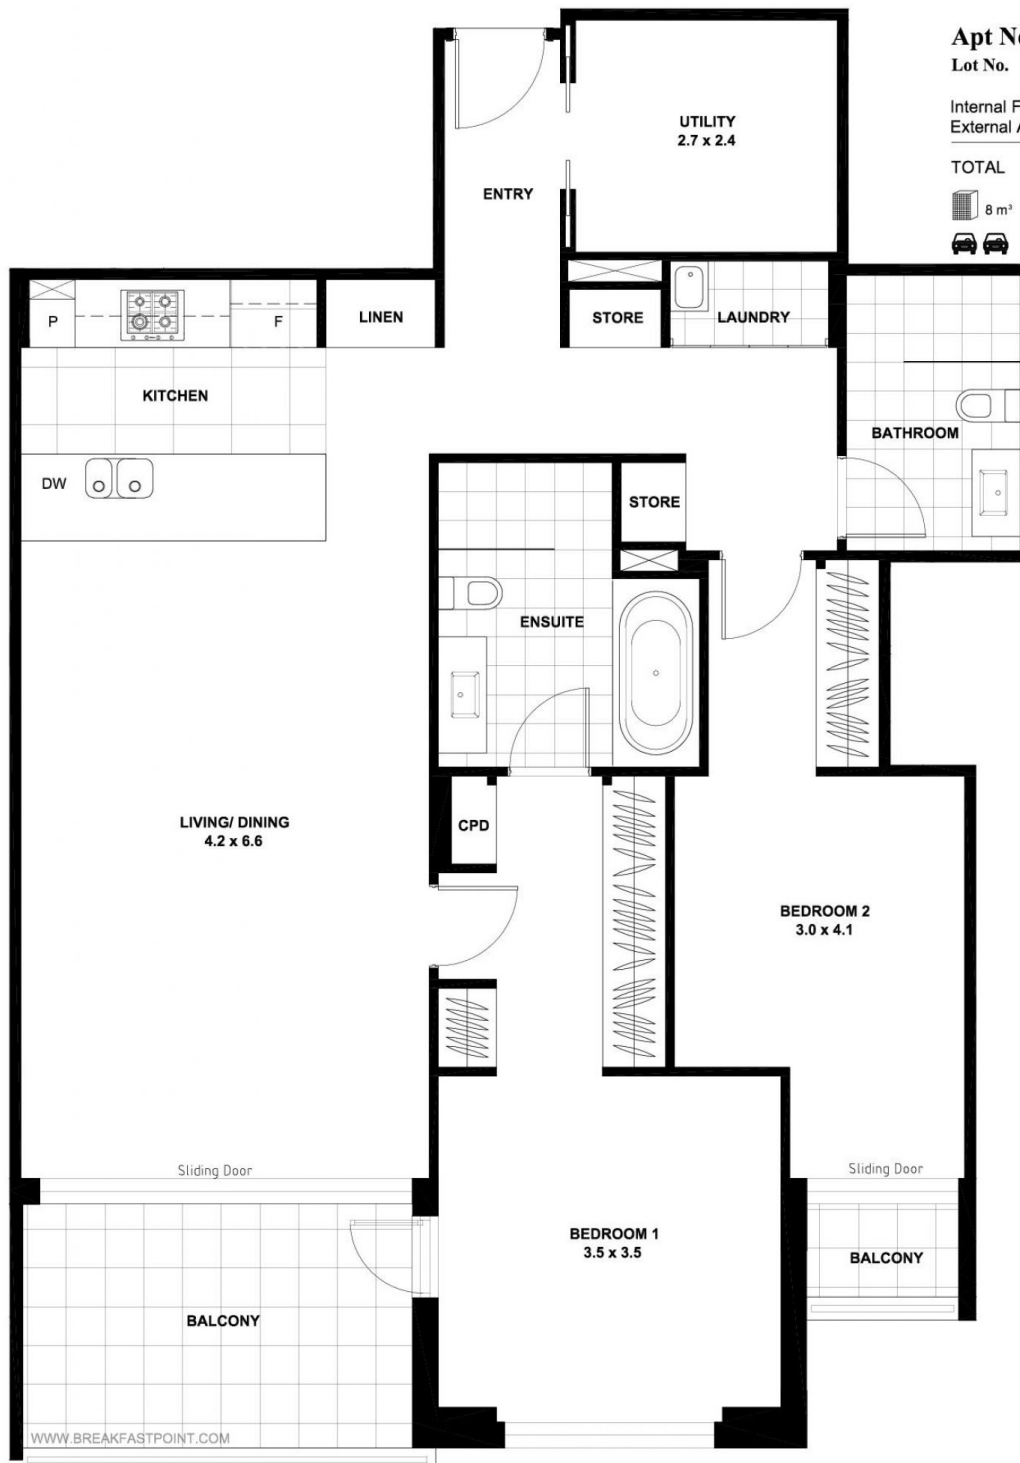 Apt No
Lot No.
Internal F
External A
TOTAL
8 m³
UTILITY
2.7 x 2.4
ENTRY
P
F
LINEN
STORE
LAUNDRY
KITCHEN
BATHROOM
DW
STORE
ENSUITE
LIVING/ DINING
4.2 x 6.6
CPD
BEDROOM 2
3.0 x 4.1
Sliding Door
Sliding Door
BEDROOM 1
3.5 x 3.5
BALCONY
BALCONY
WWW.BREAKFASTPOINT.COM